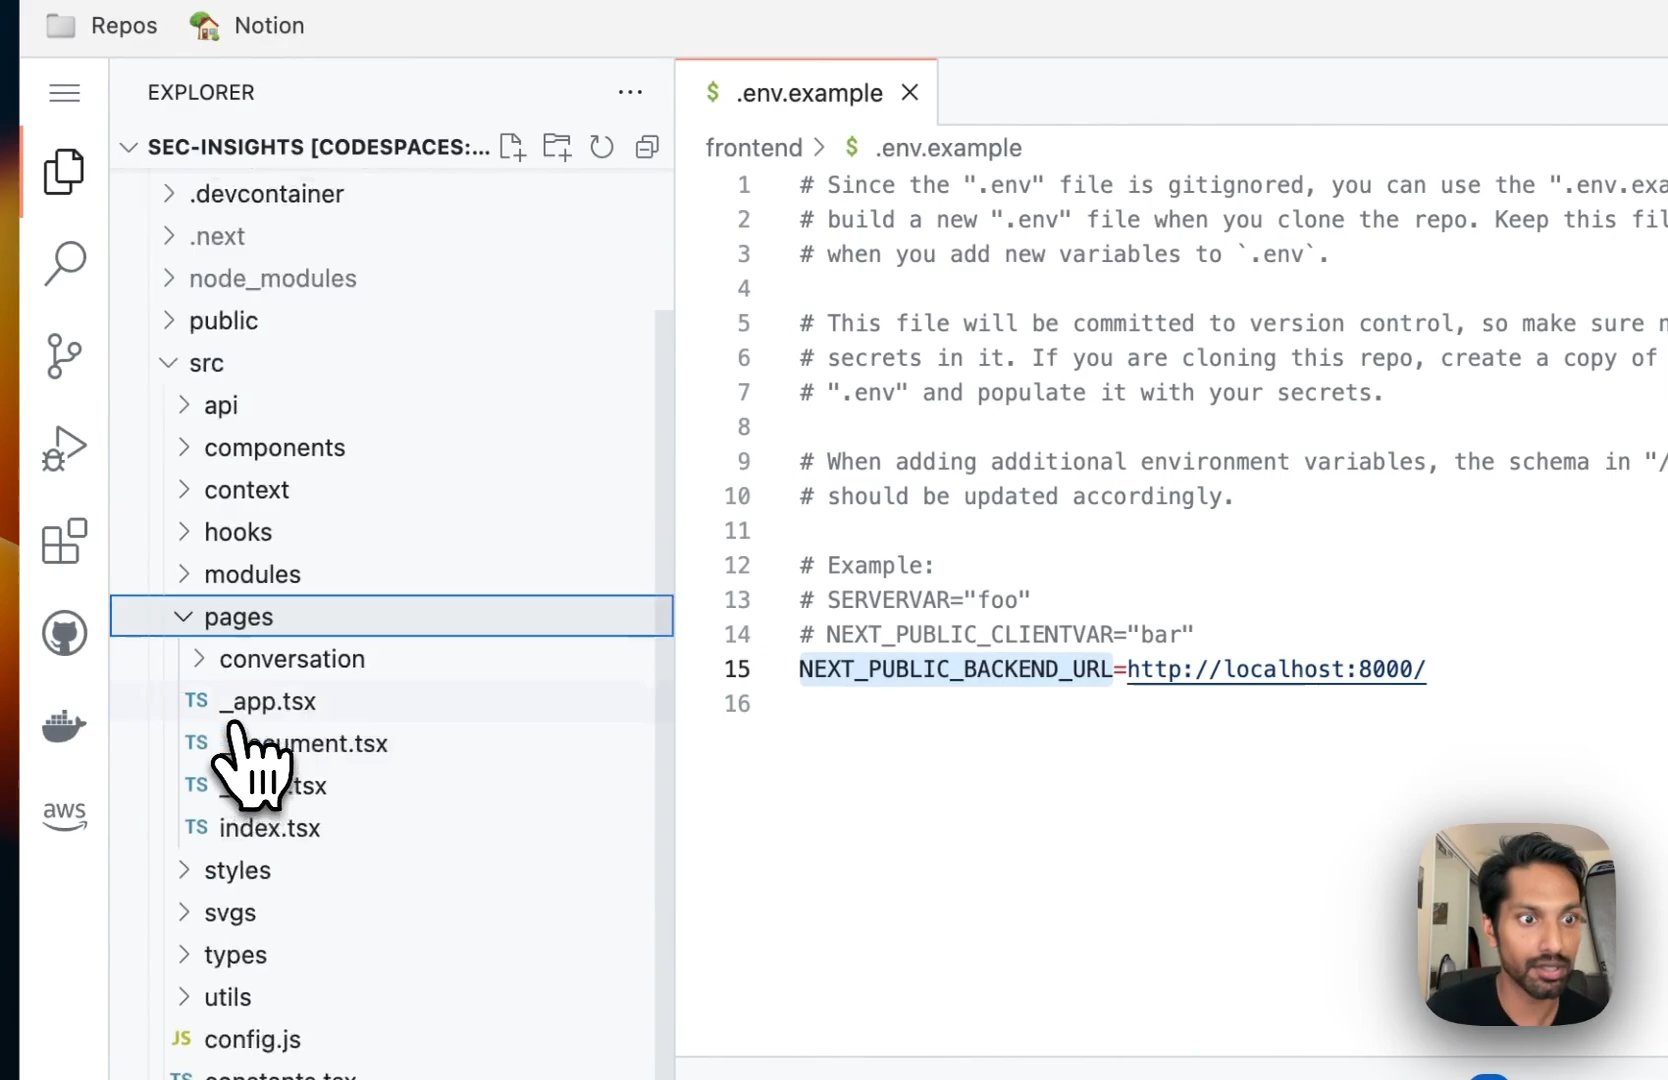 Repos
Notion
EXPLORER
SEC-INSIGHTS [CODESPACES:...
.devcontainer
.next
node_modules
public
src
api
components
context
hooks
modules
pages
conversation
TS _app.tsx
TS cument.tsx
TS .tsx
TS index.tsx
styles
svgs
types
utils
JS config.js
TS constants.tsx
aws
$ .env.example
frontend > $ .env.example
1 # Since the ".env" file is gitignored, you can use the ".env.exa
2 # build a new ".env" file when you clone the repo. Keep this fil
3 # when you add new variables to `.env`.
4
5 # This file will be committed to version control, so make sure n
6 # secrets in it. If you are cloning this repo, create a copy of
7 # ".env" and populate it with your secrets.
8
9 # When adding additional environment variables, the schema in "/
10 # should be updated accordingly.
11
12 # Example:
13 # SERVERVAR="foo"
14 # NEXT_PUBLIC_CLIENTVAR="bar"
15 NEXT_PUBLIC_BACKEND_URL=http://localhost:8000/
16